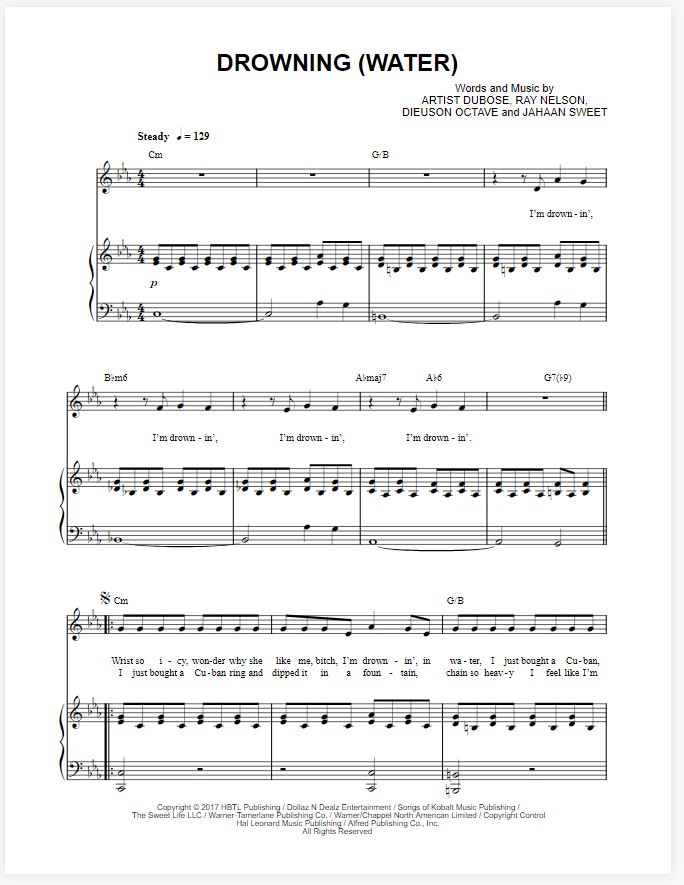 DROWNING (WATER)
Words and Music by
ARTIST DUBOSE, RAY NELSON,
DIEUSON OCTAVE and JAHAAN SWEET
Steady ♩. = 129
Cm G/B
I'm drown - in',
p
B♭m6 A♭maj7 A♭6 G7(♭9)
I'm drown - in', I'm drown - in', I'm drown - in'.
Cm G/B
Wrist so i - cy, won-der why she like me, bitch, I'm drown - in', in wa - ter, I just bought a Cu-ban,
I just bought a Cu-ban ring and dipped it in a foun - tain, chain so heav-y I feel like I'm
Copyright © 2017 HBTL Publishing / Dollaz N Dealz Entertainment / Songs of Kobalt Music Publishing /
The Sweet Life LLC / Warner-Tamerlane Publishing Co. / Warner/Chappell North American Limited / Copyright Control
Hal Leonard Music Publishing / Alfred Publishing Co., Inc.
All Rights Reserved